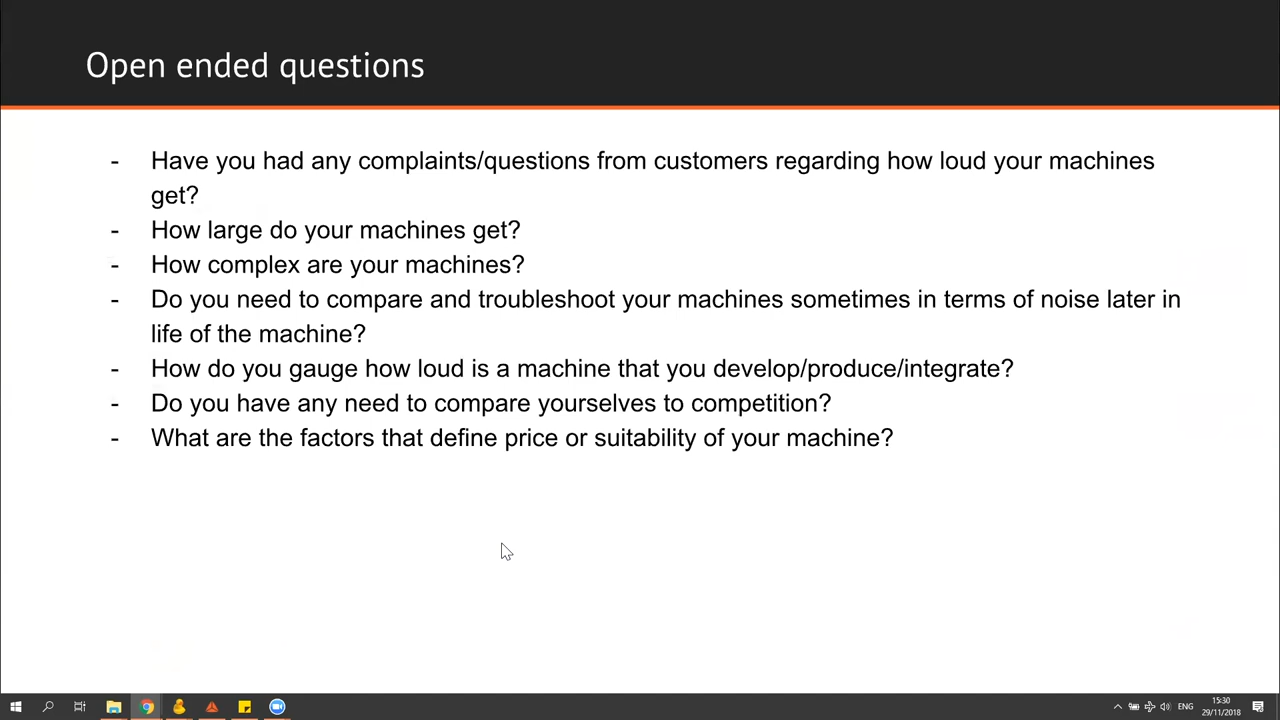 Open ended questions
- Have you had any complaints/questions from customers regarding how loud your machines
get?
- How large do your machines get?
- How complex are your machines?
- Do you need to compare and troubleshoot your machines sometimes in terms of noise later in
life of the machine?
- How do you gauge how loud is a machine that you develop/produce/integrate?
- Do you have any need to compare yourselves to competition?
- What are the factors that define price or suitability of your machine?
ENG
15:30
29/11/2018